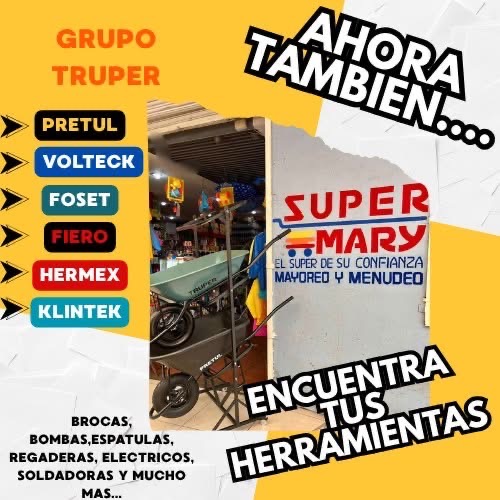 GRUPO
TRUPER
AHORA
TAMBIEN....
PRETUL
VOLTECK
FOSET
FIERO
HERMEX
KLINTEK
SUPER
MARY
EL SUPER DE SU CONFIANZA
MAYOREO Y MENUDEO
TRUPER
PRETUL
ENCUENTRA
TUS
HERRAMIENTAS
BROCAS,
BOMBAS,ESPATULAS,
REGADERAS, ELECTRICOS,
SOLDADORAS Y MUCHO
MAS...